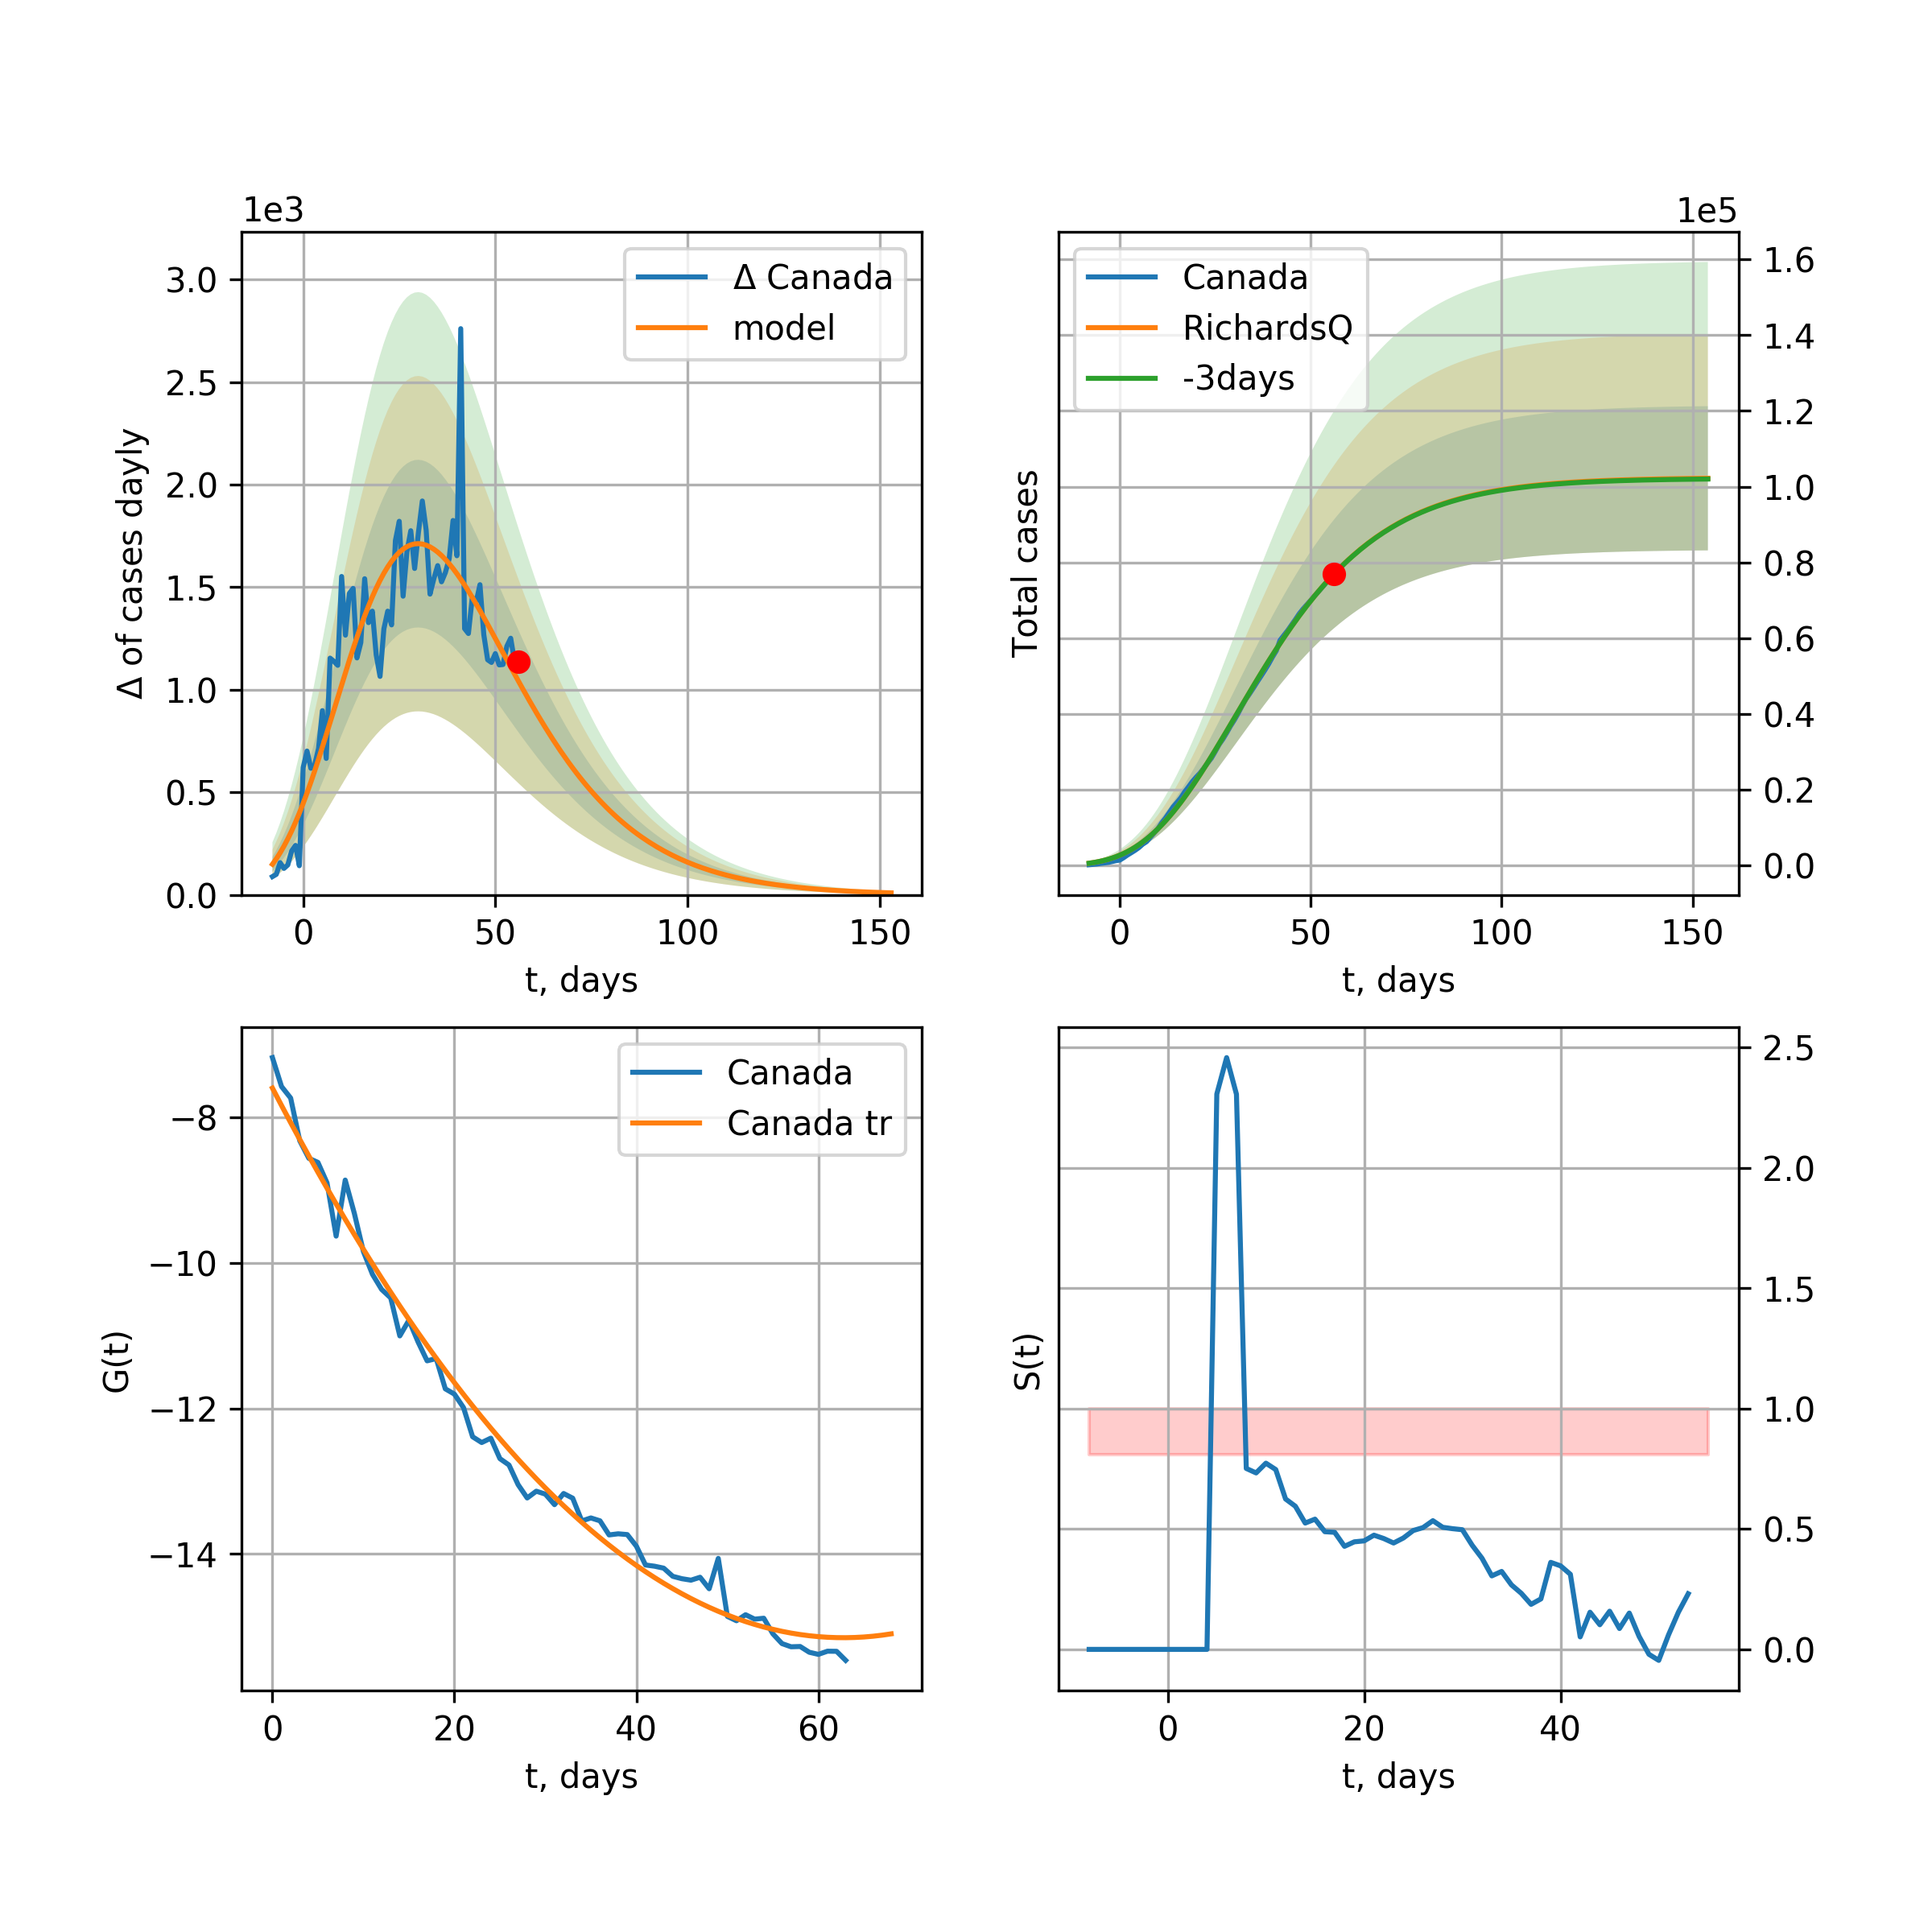 1e3
3.0
2.5
2.0
1.5
1.0
0.5
0.0
Δ of cases dayly
Δ Canada
model
0 50 100 150
t, days
1e5
1.6
1.4
1.2
1.0
0.8
0.6
0.4
0.2
0.0
Total cases
Canada
RichardsQ
-3days
0 50 100 150
t, days
−8
−10
−12
−14
G(t)
Canada
Canada tr
0 20 40 60
t, days
2.5
2.0
1.5
1.0
0.5
0.0
S(t)
0 20 40
t, days